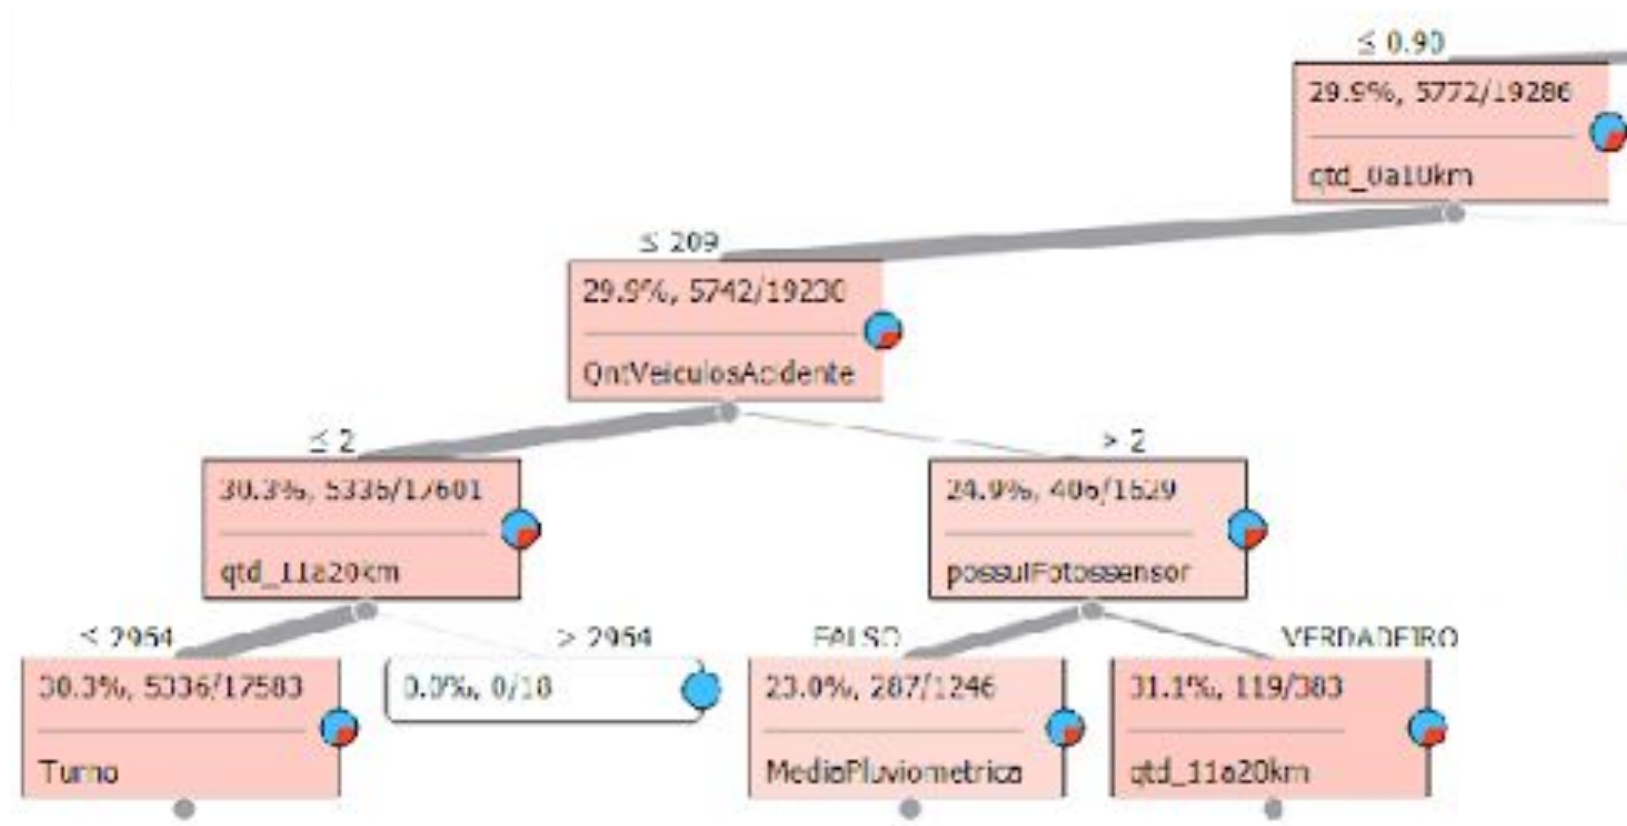 ≤ 0.90
29.9%, 5772/19286
qtd_0a10km
≤ 209
29.9%, 5742/19230
QntVeiculosAcidente
≤ 2
> 2
30.3%, 5336/17601
24.9%, 406/1629
qtd_11a20km
possuiFotossensor
≤ 2964
> 2964
FALSO
VERDADEIRO
30.3%, 5336/17583
0.0%, 0/18
23.0%, 287/1246
31.1%, 119/383
Turno
MediaPluviometrica
qtd_11a20km